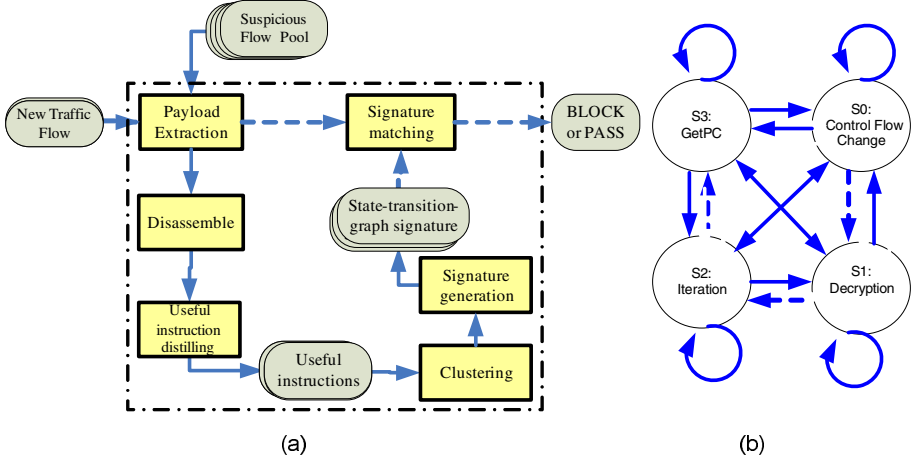 Suspicious
Flow Pool
New Traffic
Flow
Payload
Extraction
Signature
matching
BLOCK
or PASS
Disassemble
State-transition-
graph signature
Signature
generation
Useful
instruction
distilling
Useful
instructions
Clustering
(a)
S3:
GetPC
S0:
Control Flow
Change
S2:
Iteration
S1:
Decryption
(b)